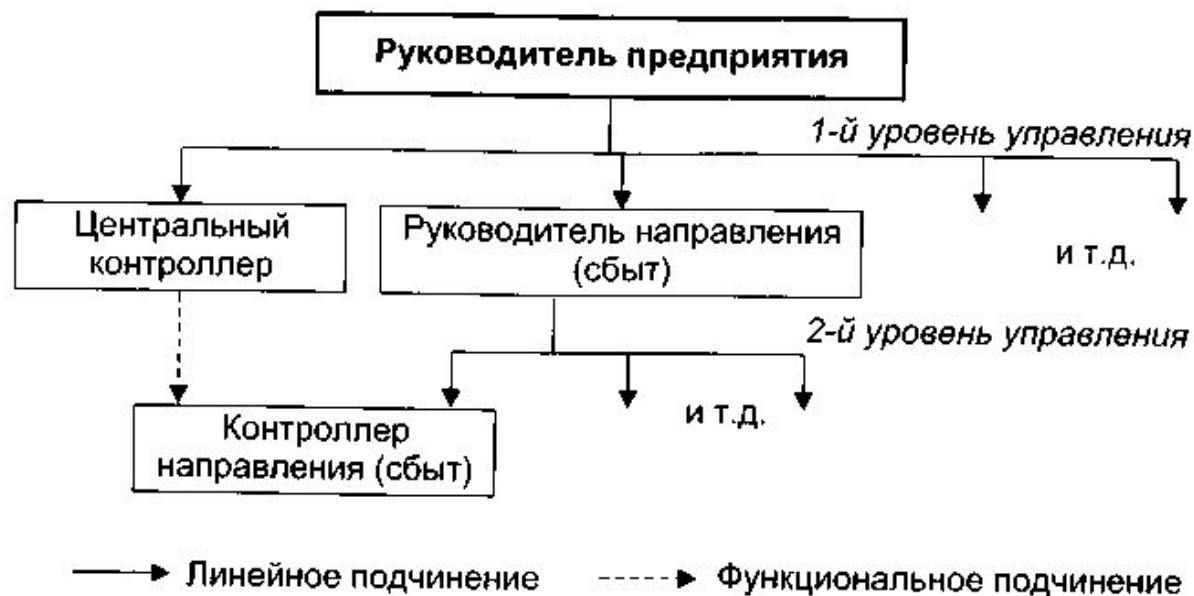 Руководитель предприятия
1-й уровень управления
Центральный
контроллер
Руководитель направления
(сбыт)
и т.д.
2-й уровень управления
и т.д.
Контроллер
направления (сбыт)
Линейное подчинение
Функциональное подчинение